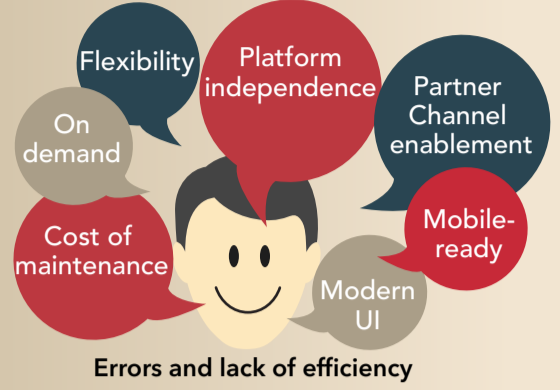 Flexibility
Platform
independence
Partner
Channel
enablement
On
demand
Cost of
maintenance
Mobile-
ready
Modern
UI
Errors and lack of efficiency